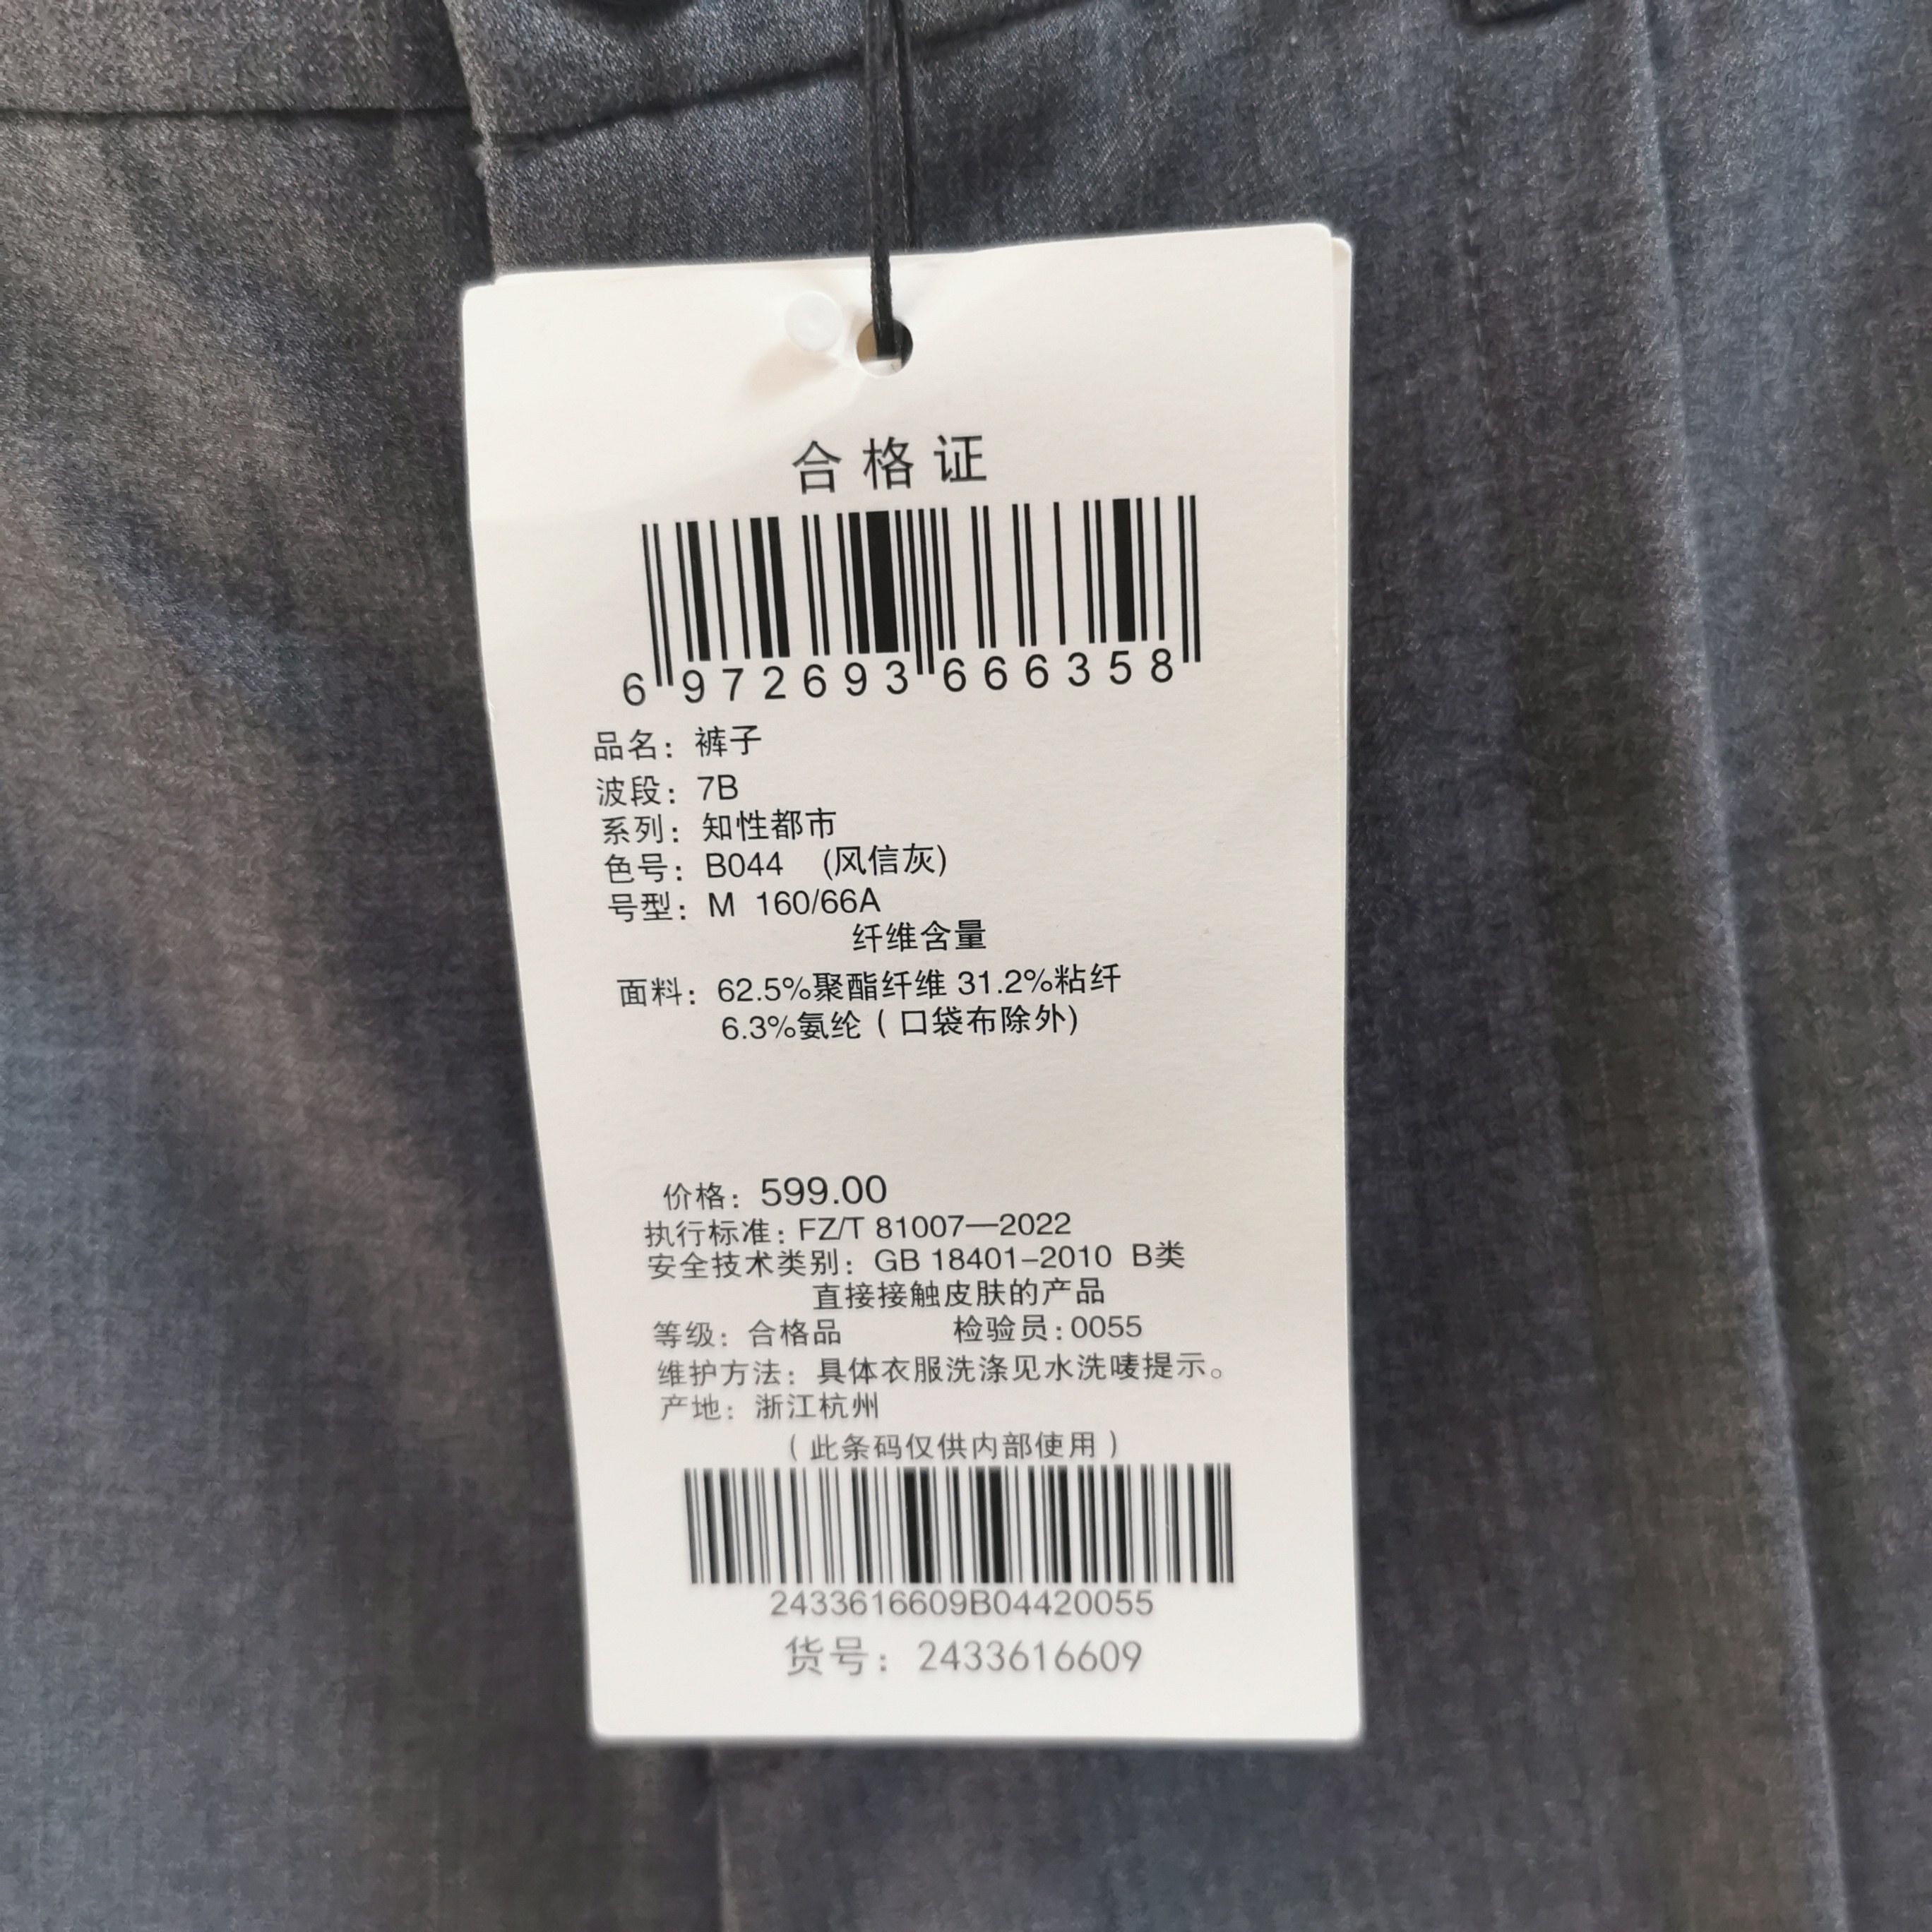 合格证
6 972693 666358
品名：裤子
波段：7B
系列：知性都市
色号：B044 (风信灰)
号型：M 160/66A
纤维含量
面料：62.5%聚酯纤维 31.2%粘纤
6.3%氨纶（口袋布除外)
价格：599.00
执行标准：FZ/T 81007—2022
安全技术类别：GB 18401-2010 B类
直接接触皮肤的产品
等级：合格品 检验员：0055
维护方法：具体衣服洗涤见水洗唛提示。
产地：浙江杭州
（此条码仅供内部使用）
2433616609B04420055
货号：2433616609